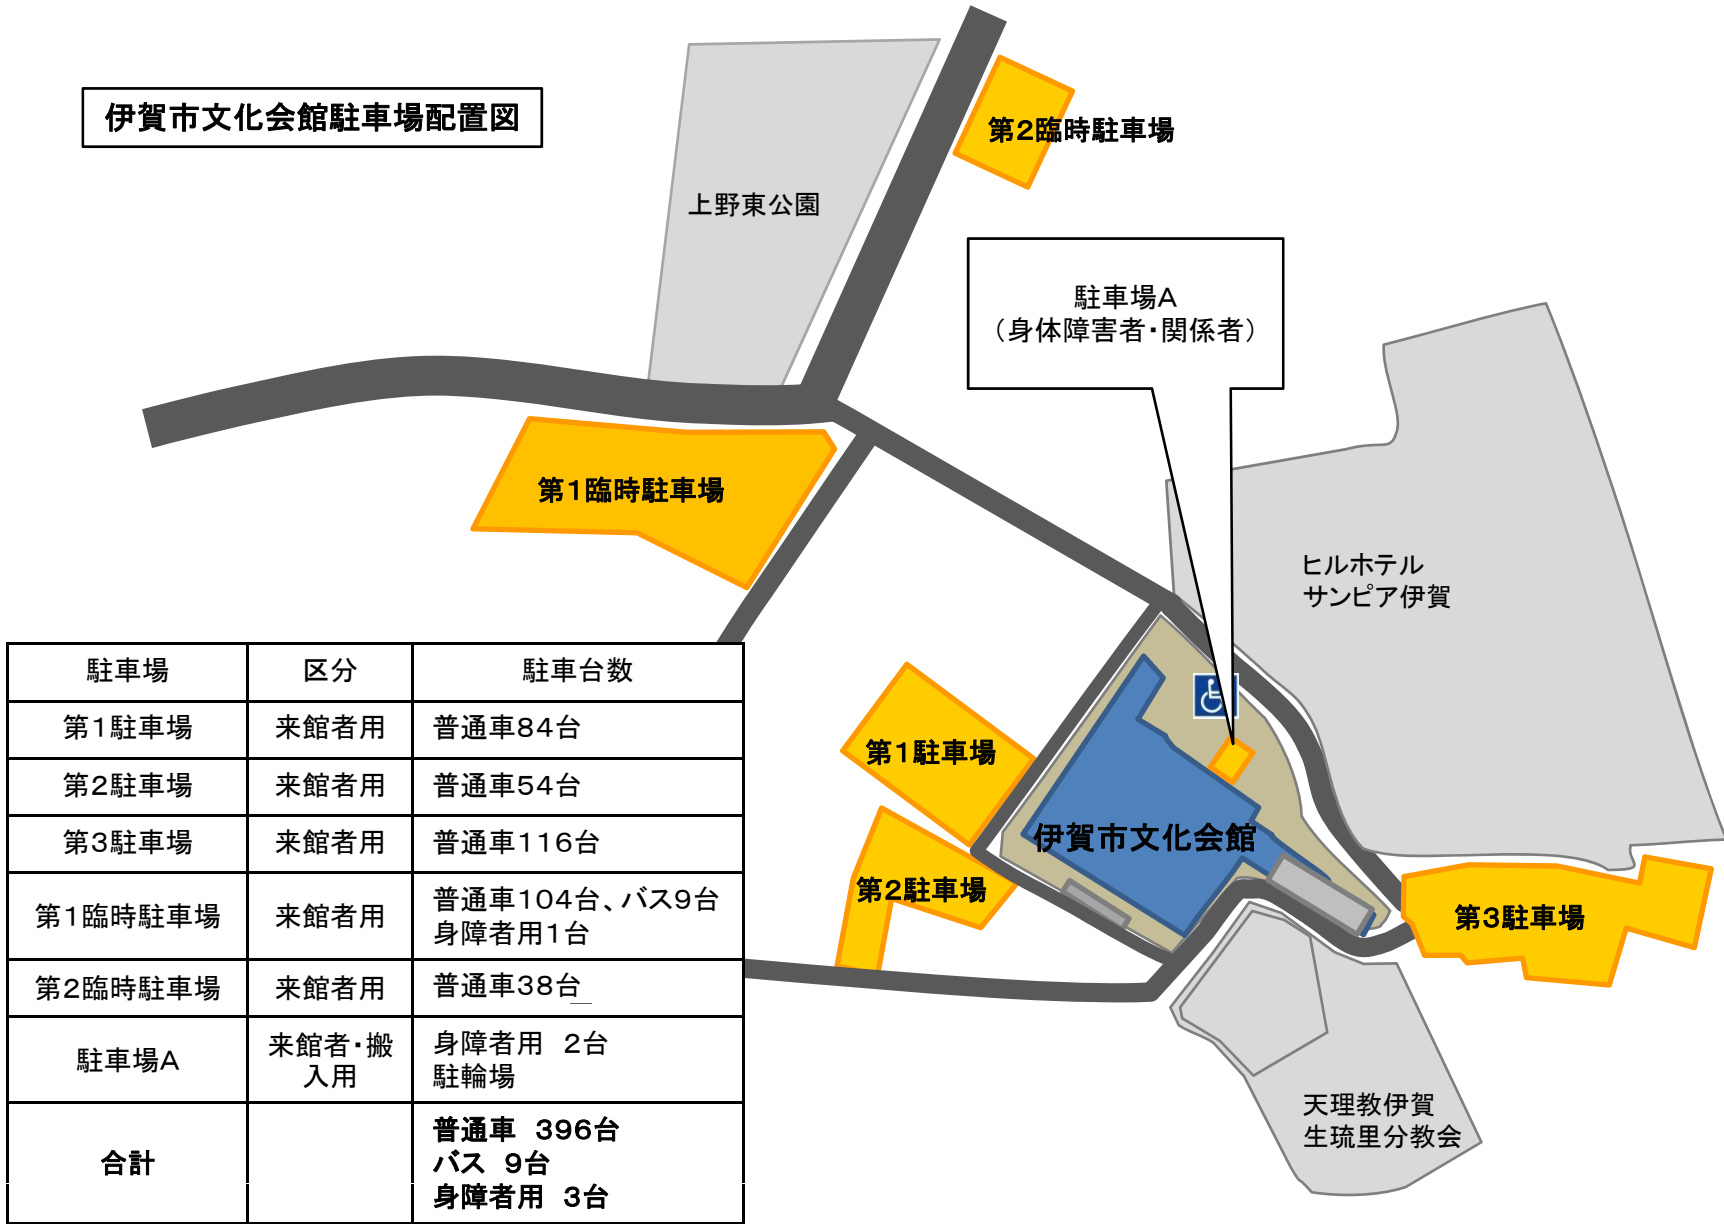 伊賀市文化会館駐車場配置図
第2臨時駐車場
上野東公園
駐車場A
（身体障害者・関係者）
第1臨時駐車場
ヒルホテル
サンピア伊賀
第1駐車場
伊賀市文化会館
第2駐車場
第3駐車場
天理教伊賀
生琉里分教会
駐車場 区分 駐車台数
第1駐車場 来館者用 普通車84台
第2駐車場 来館者用 普通車54台
第3駐車場 来館者用 普通車116台
第1臨時駐車場 来館者用 普通車104台、バス9台
身障者用1台
第2臨時駐車場 来館者用 普通車38台
駐車場A 来館者・搬
入用 身障者用 2台
駐輪場
合計 普通車 396台
バス 9台
身障者用 3台